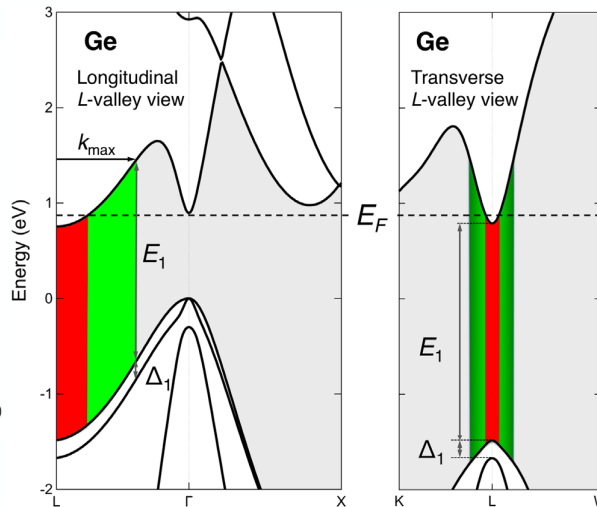 Ge
Longitudinal
L-valley view
k_max
E_1
Δ_1
E_F
Energy (eV)
3
2
1
0
-1
-2
L
Γ
X
Ge
Transverse
L-valley view
E_1
Δ_1
K
L